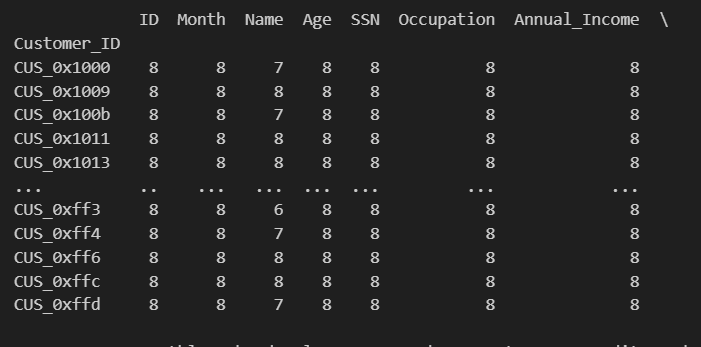 ID Month Name Age SSN Occupation Annual_Income \
Customer_ID
CUS_0x1000 8 8 7 8 8 8 8
CUS_0x1009 8 8 8 8 8 8 8
CUS_0x100b 8 8 7 8 8 8 8
CUS_0x1011 8 8 8 8 8 8 8
CUS_0x1013 8 8 8 8 8 8 8
... .. ... ... ... ... ... ...
CUS_0xff3 8 8 6 8 8 8 8
CUS_0xff4 8 8 7 8 8 8 8
CUS_0xff6 8 8 8 8 8 8 8
CUS_0xffc 8 8 8 8 8 8 8
CUS_0xffd 8 8 7 8 8 8 8